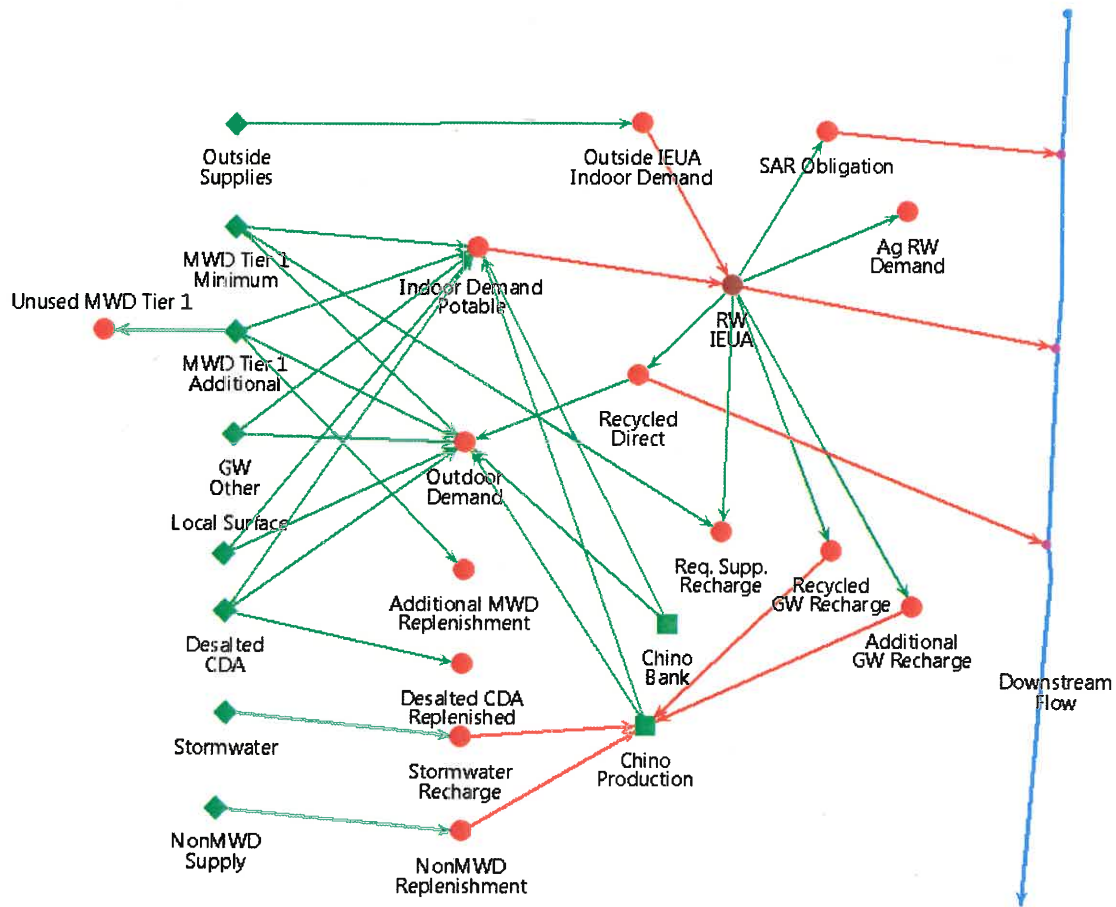 Outside
Supplies
Outside IEUA
Indoor Demand
SAR Obligation
MWD Tier 1
Minimum
Indoor Demand
Potable
Ag RW
Demand
Unused MWD Tier 1
RW
IEUA
MWD Tier 1
Additional
Recycled
Direct
GW
Other
Outdoor
Demand
Local Surface
Req. Supp.
Recharge
Recycled
GW Recharge
Additional MWD
Replenishment
Additional
GW Recharge
Desalted
CDA
Chino
Bank
Downstream
Flow
Desalted CDA
Replenished
Stormwater
Stormwater
Recharge
Chino
Production
NonMWD
Supply
NonMWD
Replenishment